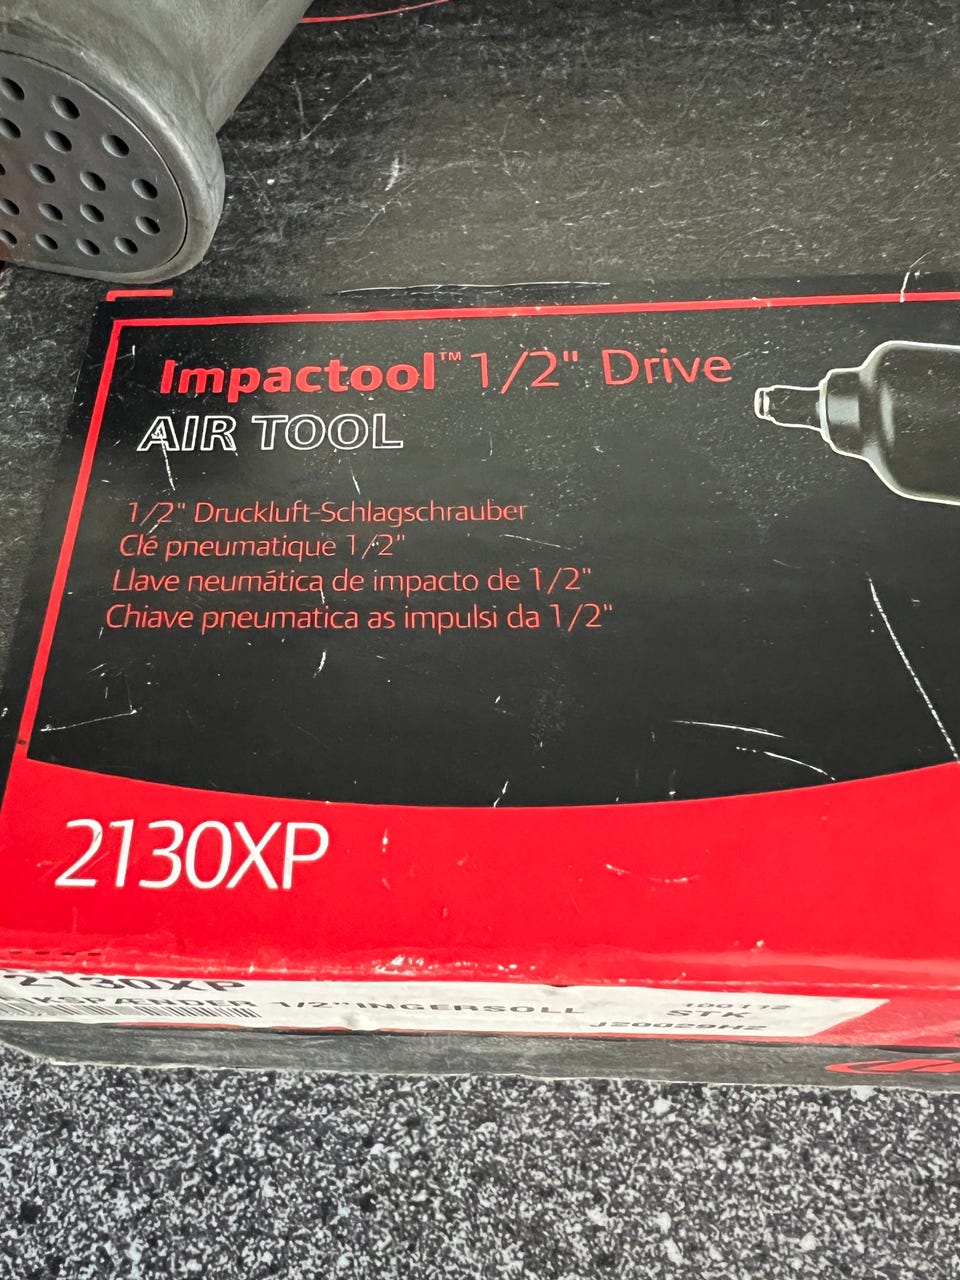 Impactool™ 1/2" Drive
AIR TOOL
1/2" Druckluft-Schlagschrauber
Clé pneumatique 1/2"
Llave neumática de impacto de 1/2"
Chiave pneumatica as impulsi da 1/2"
2130XP
2130XP
1/2" INGERSOLL
STK
J20029H2